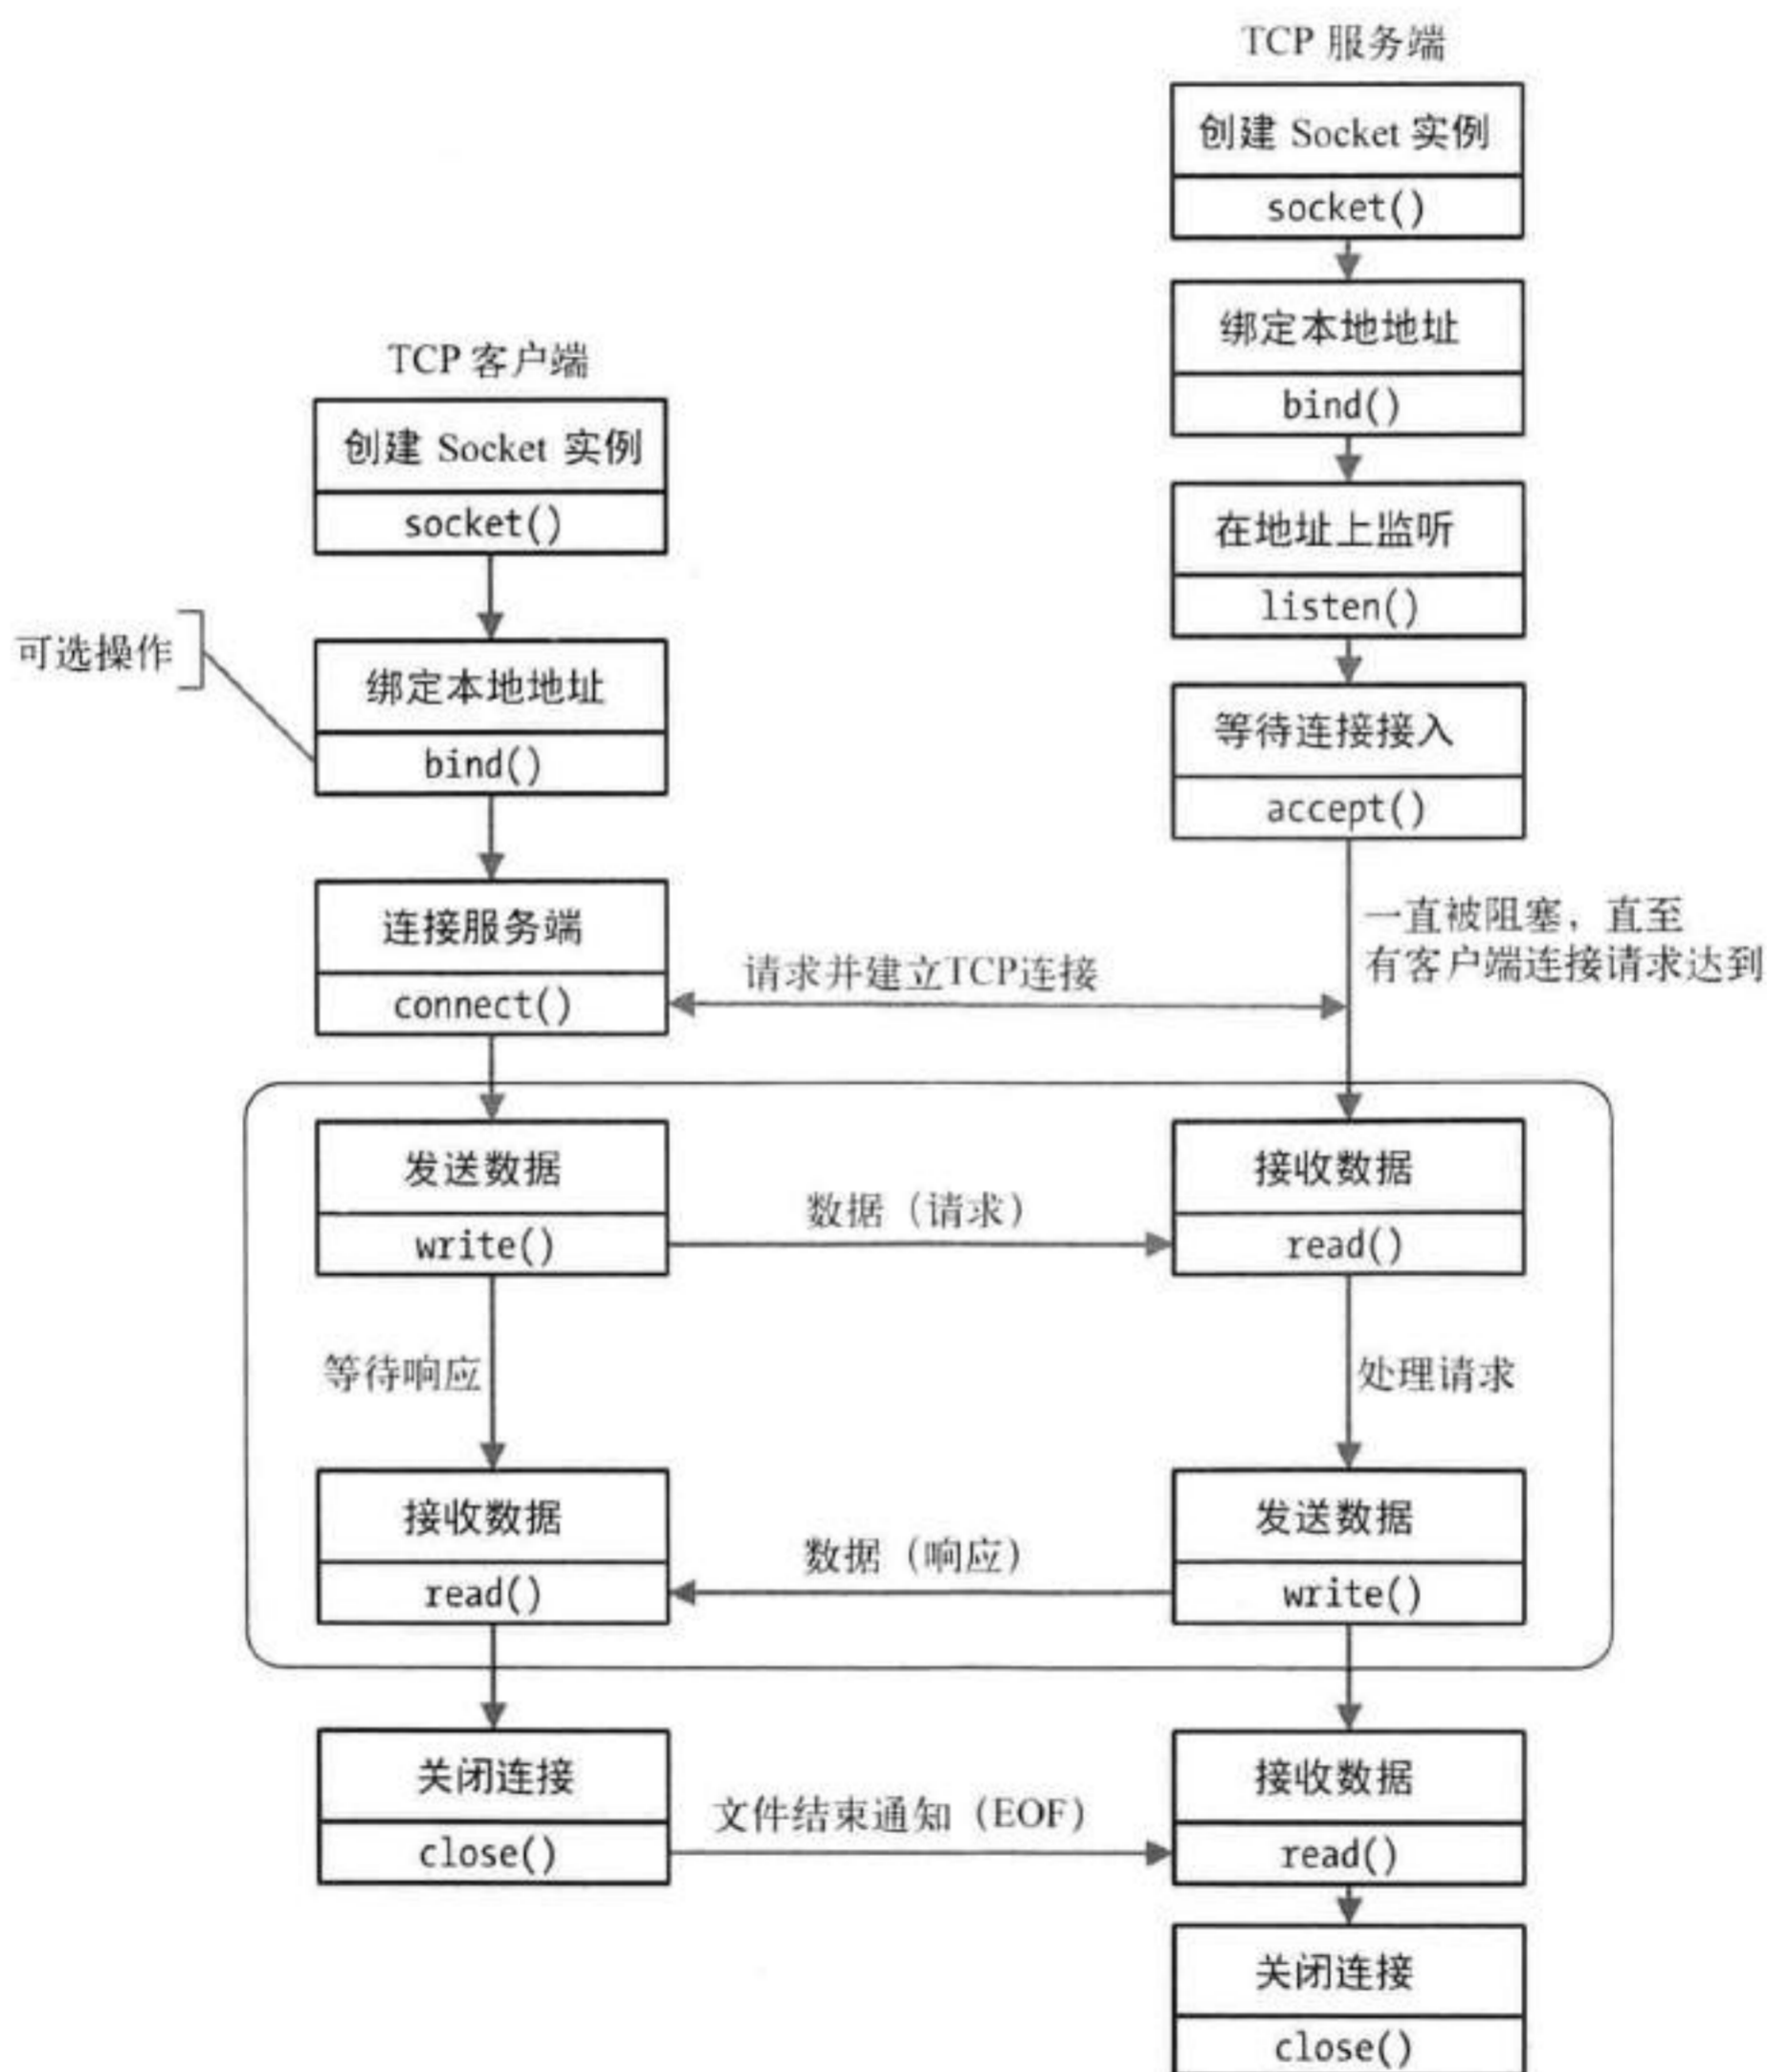 TCP 服务端
创建 Socket 实例
socket()
绑定本地地址
bind()
在地址上监听
listen()
等待连接接入
accept()
一直被阻塞，直至
有客户端连接请求达到
TCP 客户端
创建 Socket 实例
socket()
可选操作
绑定本地地址
bind()
连接服务端
connect()
请求并建立TCP连接
发送数据
write()
数据（请求）
接收数据
read()
等待响应
处理请求
接收数据
read()
数据（响应）
发送数据
write()
关闭连接
close()
文件结束通知（EOF）
接收数据
read()
关闭连接
close()